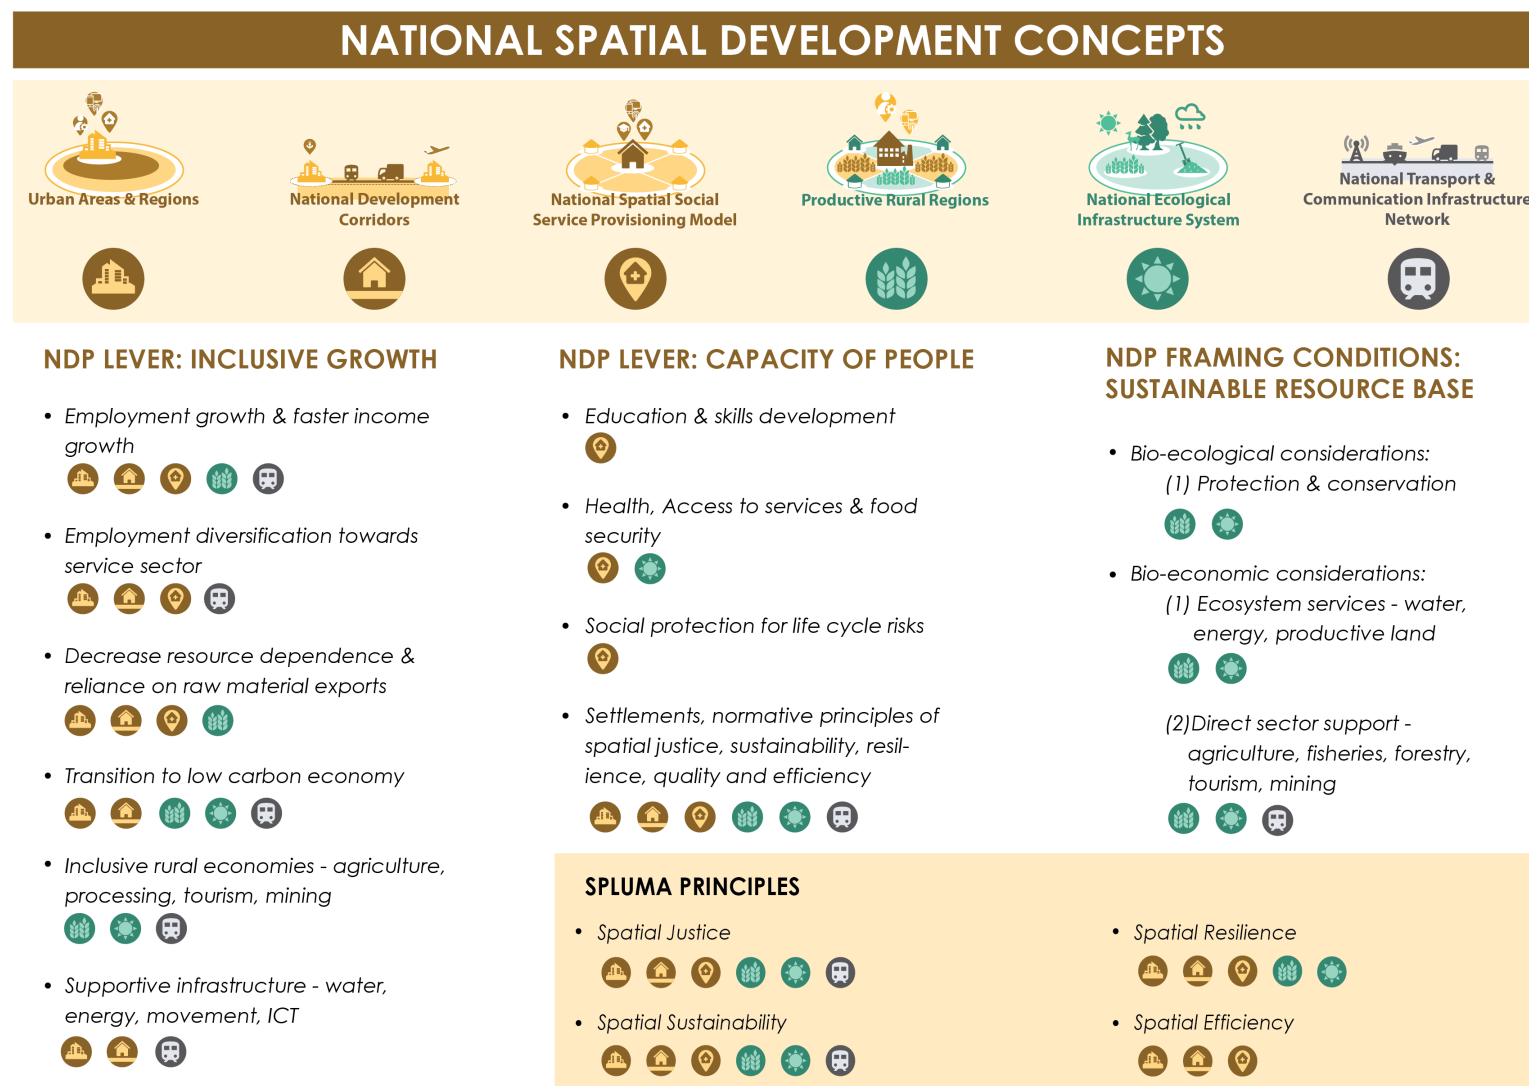 NATIONAL SPATIAL DEVELOPMENT CONCEPTS
Urban Areas & Regions
National Development
Corridors
National Spatial Social
Service Provisioning Model
Productive Rural Regions
National Ecological
Infrastructure System
National Transport &
Communication Infrastructure
Network
NDP LEVER: INCLUSIVE GROWTH
• Employment growth & faster income
growth
• Employment diversification towards
service sector
• Decrease resource dependence &
reliance on raw material exports
• Transition to low carbon economy
• Inclusive rural economies - agriculture,
processing, tourism, mining
• Supportive infrastructure - water,
energy, movement, ICT
NDP LEVER: CAPACITY OF PEOPLE
• Education & skills development
• Health, Access to services & food
security
• Social protection for life cycle risks
• Settlements, normative principles of
spatial justice, sustainability, resil-
ience, quality and efficiency
NDP FRAMING CONDITIONS:
SUSTAINABLE RESOURCE BASE
• Bio-ecological considerations:
(1) Protection & conservation
• Bio-economic considerations:
(1) Ecosystem services - water,
energy, productive land
(2)Direct sector support -
agriculture, fisheries, forestry,
tourism, mining
SPLUMA PRINCIPLES
• Spatial Justice
• Spatial Sustainability
• Spatial Resilience
• Spatial Efficiency